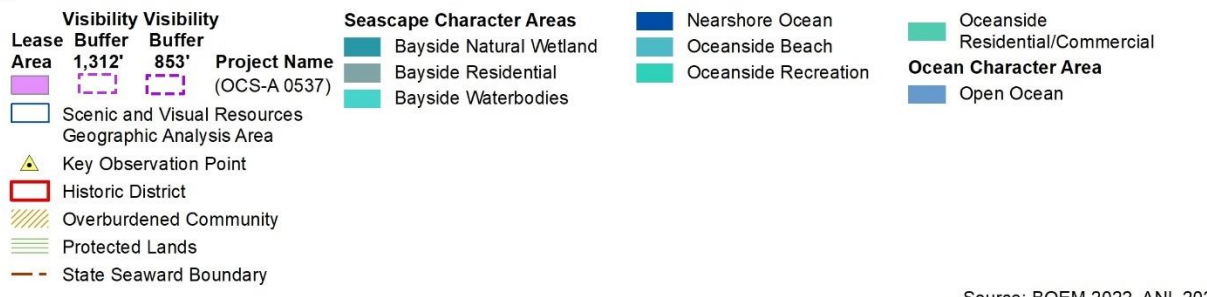 Visibility Visibility
Lease Buffer Buffer
Area 1,312' 853' Project Name
(OCS-A 0537)
Scenic and Visual Resources
Geographic Analysis Area
Key Observation Point
Historic District
Overburdened Community
Protected Lands
State Seaward Boundary
Seascape Character Areas
Bayside Natural Wetland
Bayside Residential
Bayside Waterbodies
Nearshore Ocean
Oceanside Beach
Oceanside Recreation
Oceanside
Residential/Commercial
Ocean Character Area
Open Ocean